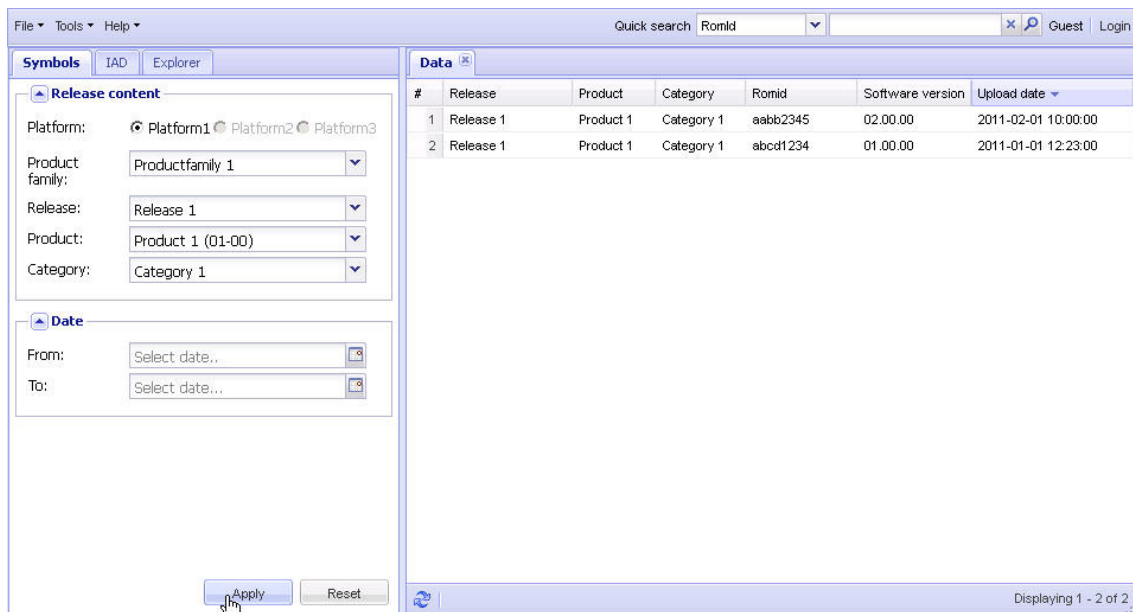 File Tools Help Quick search RomId Guest Login
Symbols IAD Explorer
Release content
Platform: Platform1 Platform2 Platform3
Product family: Productfamily 1
Release: Release 1
Product: Product 1 (01-00)
Category: Category 1
Date
From: Select date..
To: Select date...
Apply Reset
Data
# Release Product Category Romid Software version Upload date
1 Release 1 Product 1 Category 1 aabb2345 02.00.00 2011-02-01 10:00:00
2 Release 1 Product 1 Category 1 abcd1234 01.00.00 2011-01-01 12:23:00
Displaying 1 - 2 of 2